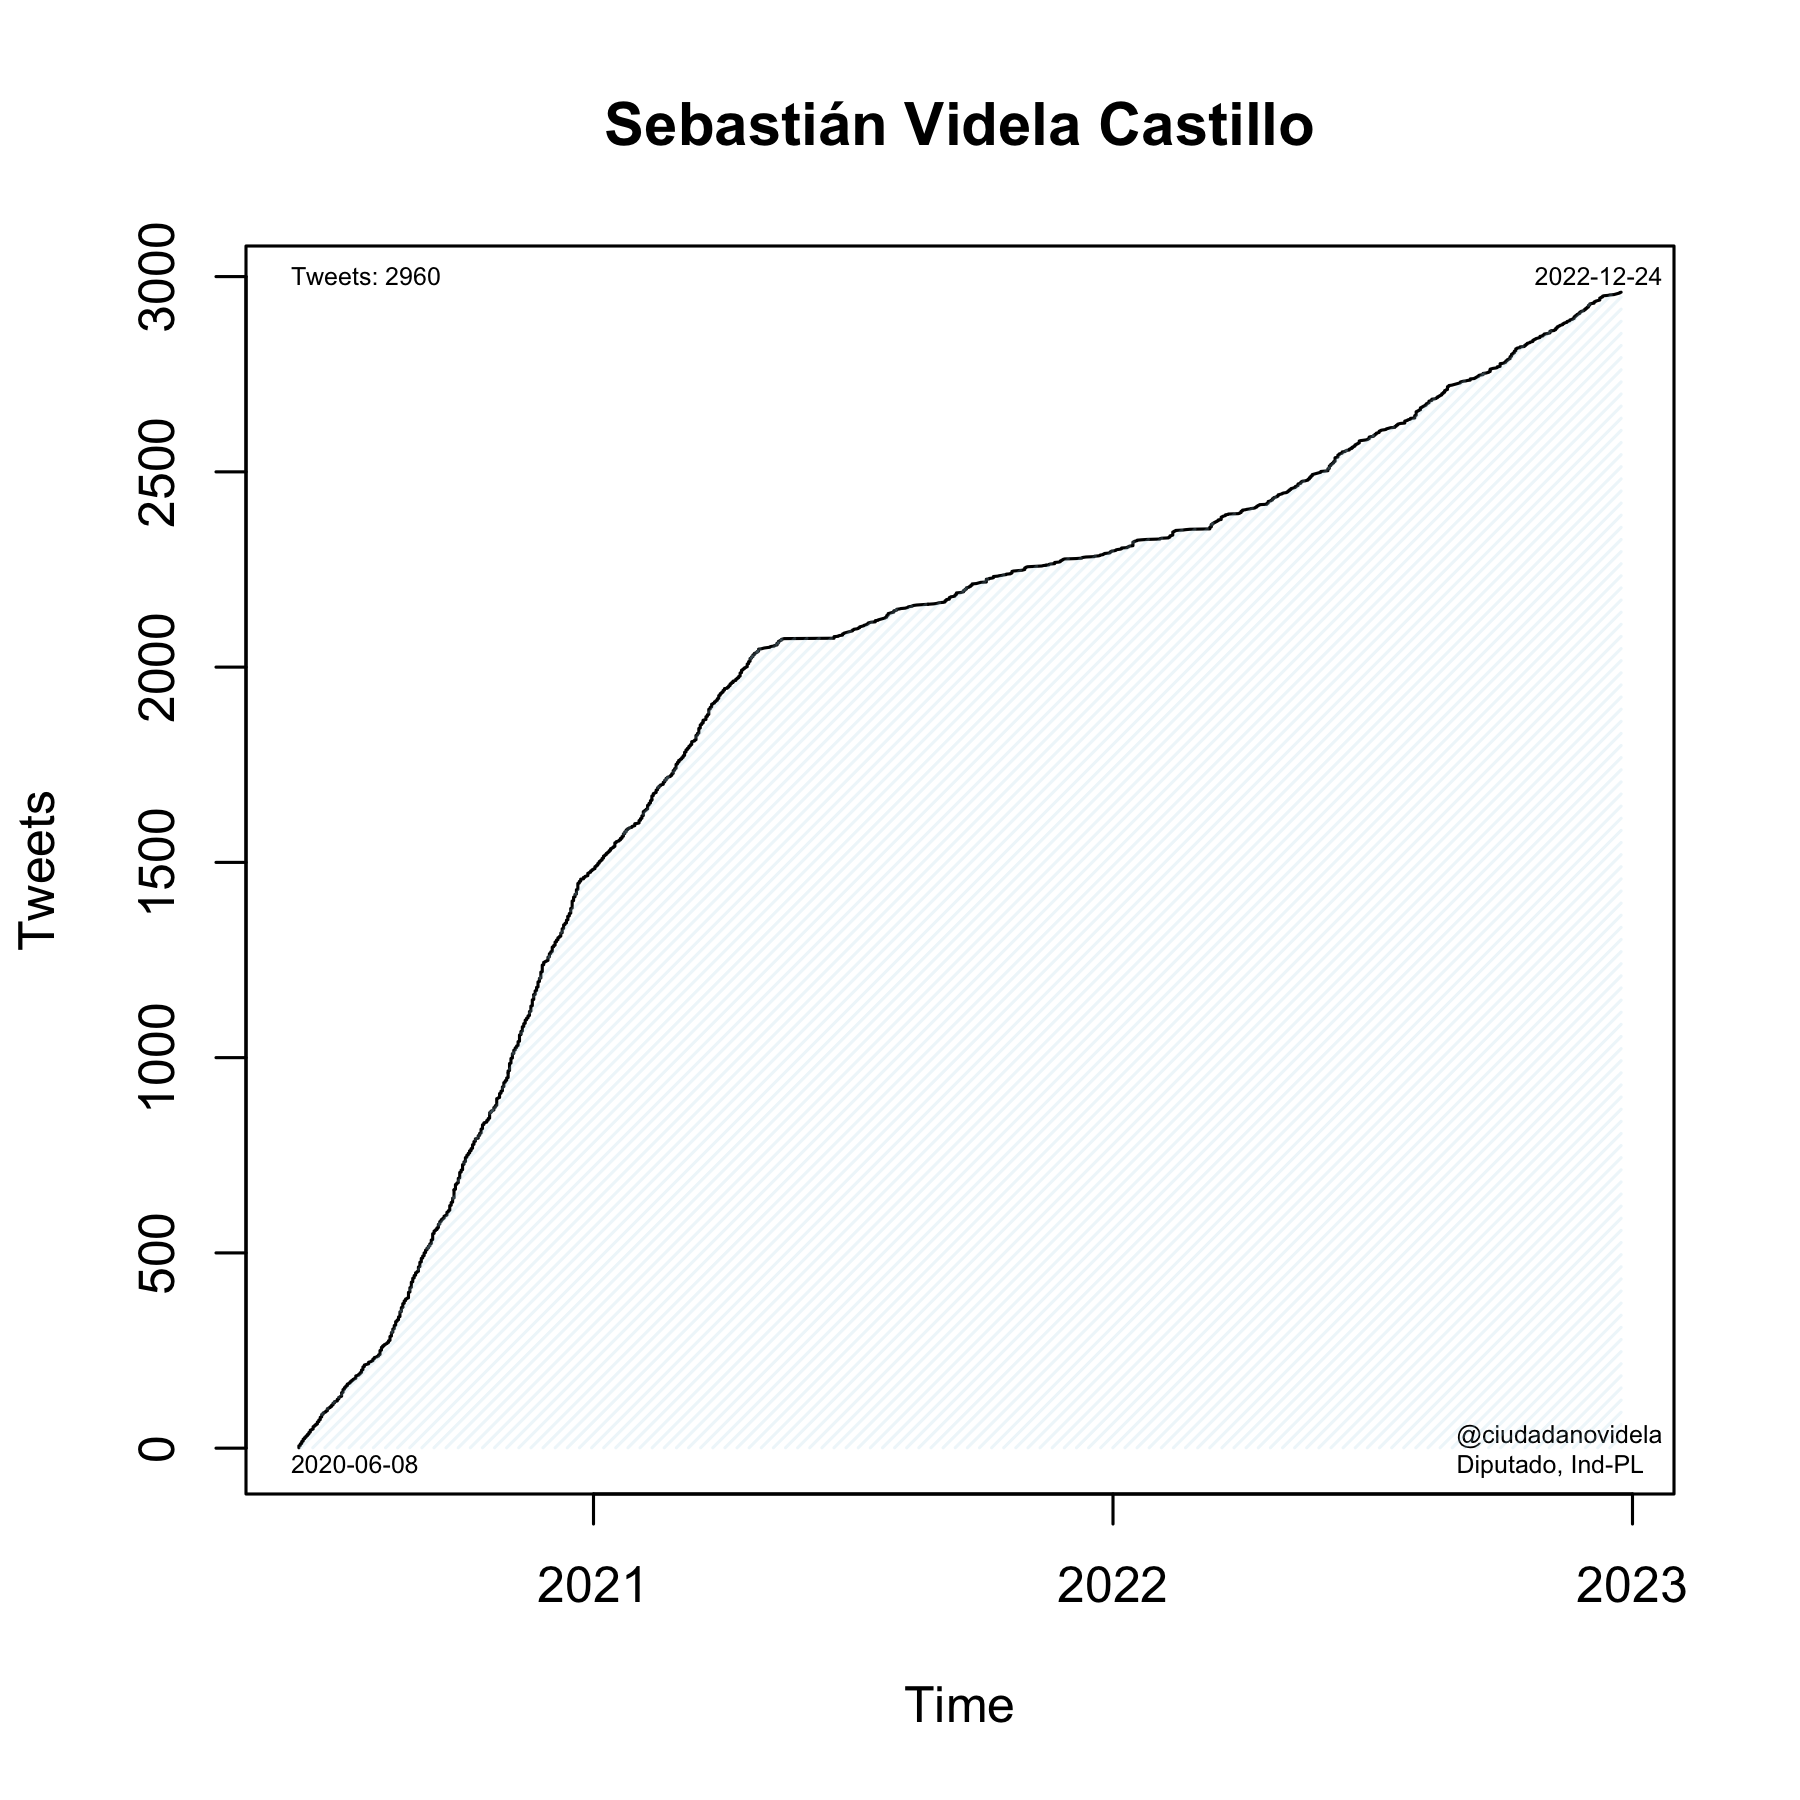 Sebastián Videla Castillo
Tweets: 2960
2022-12-24
3000
2500
2000
1500
1000
500
0
Tweets
@ciudadanovidela
2020-06-08
Diputado, Ind-PL
2021
2022
2023
Time